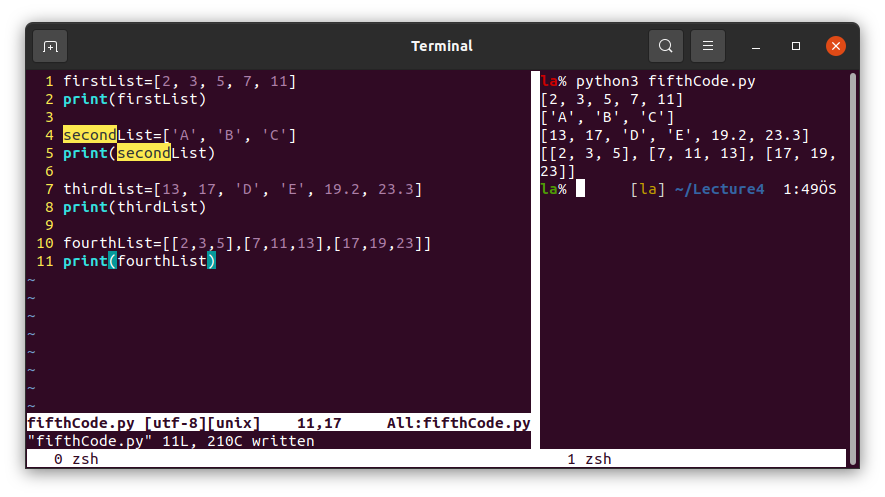 Terminal
1 firstList=[2, 3, 5, 7, 11]
2 print(firstList)
3
4 secondList=['A', 'B', 'C']
5 print(secondList)
6
7 thirdList=[13, 17, 'D', 'E', 19.2, 23.3]
8 print(thirdList)
9
10 fourthList=[[2,3,5],[7,11,13],[17,19,23]]
11 print(fourthList)
~
~
~
~
~
~
~
~
fifthCode.py [utf-8][unix] 11,17 All:fifthCode.py
"fifthCode.py" 11L, 210C written
0 zsh
la% python3 fifthCode.py
[2, 3, 5, 7, 11]
['A', 'B', 'C']
[13, 17, 'D', 'E', 19.2, 23.3]
[[2, 3, 5], [7, 11, 13], [17, 19,
23]]
la% [la] ~/Lecture4 1:49ÖS
1 zsh